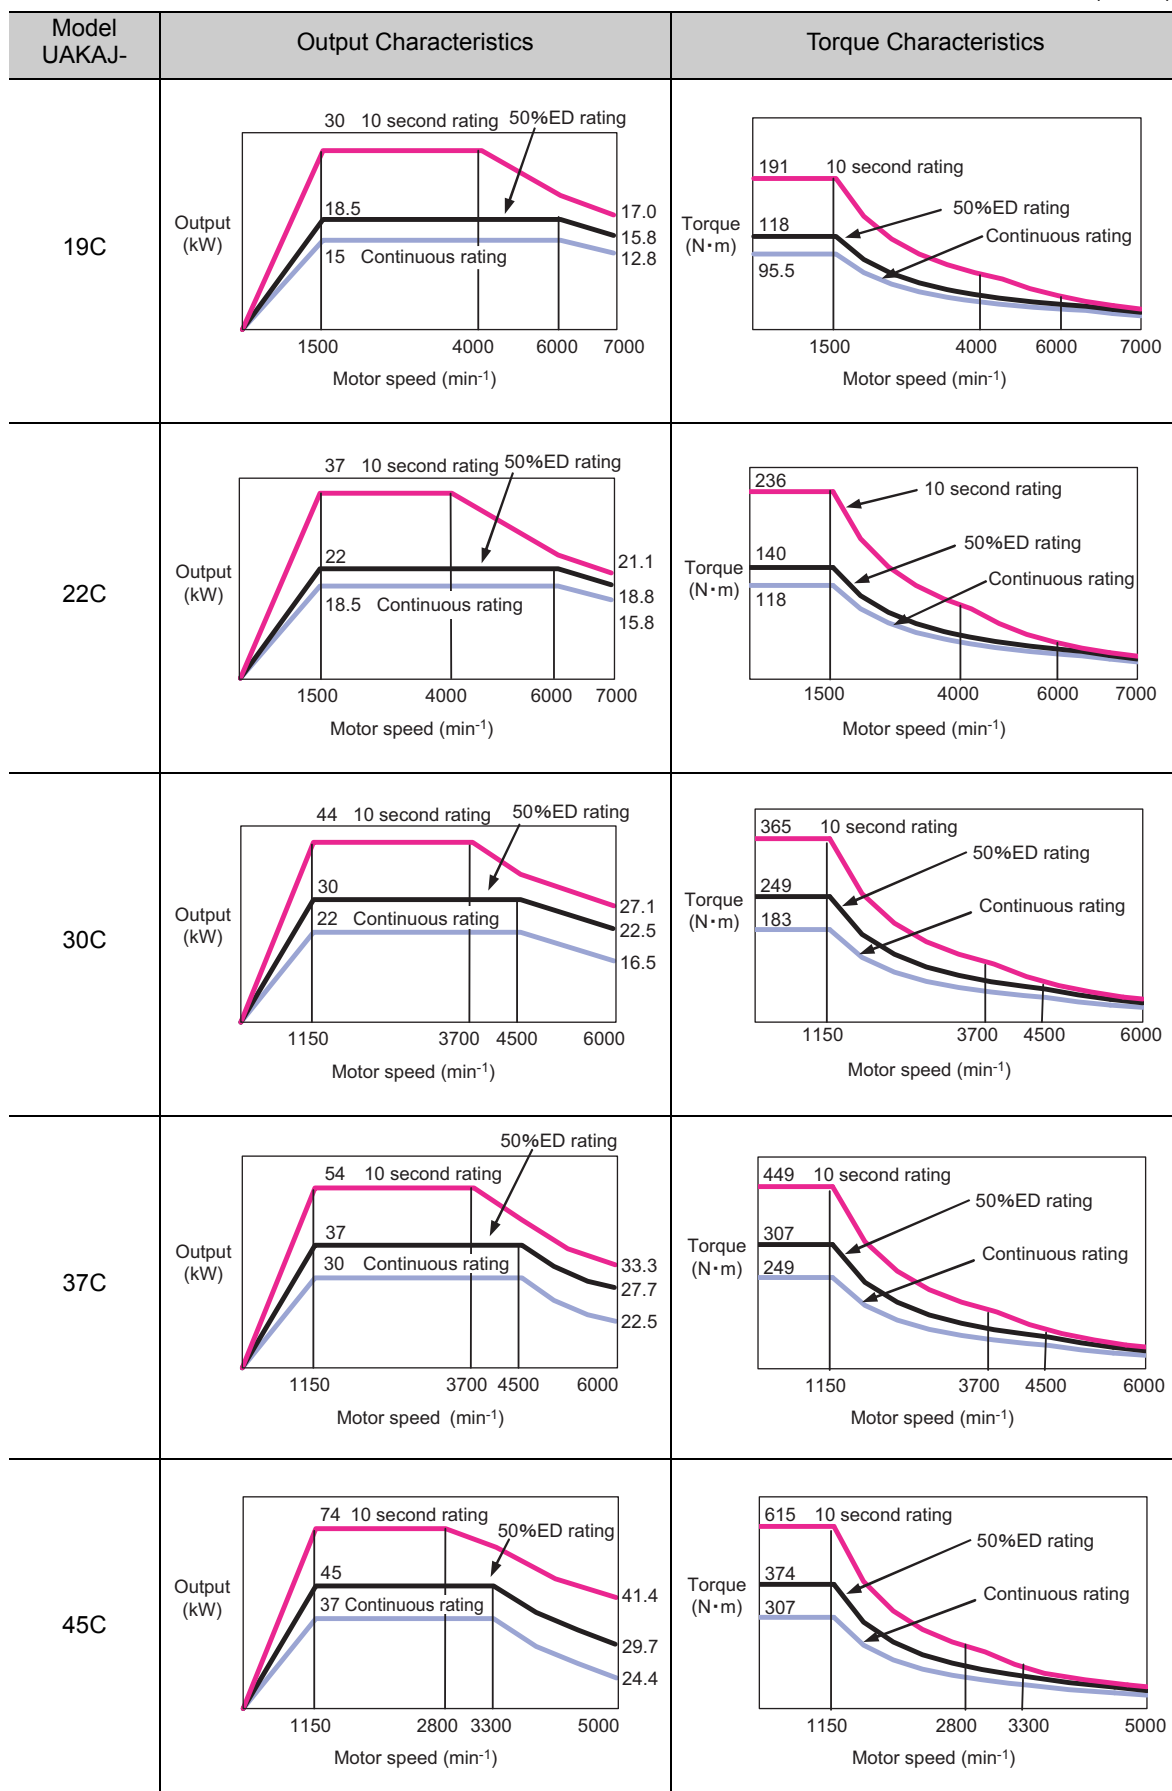 Model
UAKAJ-
Output Characteristics
Torque Characteristics
19C
30 10 second rating 50%ED rating
18.5
15 Continuous rating
Output
(kW)
17.0
15.8
12.8
1500 4000 6000 7000
Motor speed (min-1)
191 10 second rating
50%ED rating
118
Continuous rating
95.5
Torque
(N･m)
1500 4000 6000 7000
Motor speed (min-1)
22C
37 10 second rating 50%ED rating
22
18.5 Continuous rating
Output
(kW)
21.1
18.8
15.8
1500 4000 6000 7000
Motor speed (min-1)
236
10 second rating
140
50%ED rating
Continuous rating
118
Torque
(N･m)
1500 4000 6000 7000
Motor speed (min-1)
30C
44 10 second rating 50%ED rating
30
22 Continuous rating
Output
(kW)
27.1
22.5
16.5
1150 3700 4500 6000
Motor speed (min-1)
365 10 second rating
50%ED rating
249
Continuous rating
183
Torque
(N･m)
1150 3700 4500 6000
Motor speed (min-1)
37C
50%ED rating
54 10 second rating
37
30 Continuous rating
Output
(kW)
33.3
27.7
22.5
1150 3700 4500 6000
Motor speed (min-1)
449 10 second rating
50%ED rating
307
Continuous rating
249
Torque
(N･m)
1150 3700 4500 6000
Motor speed (min-1)
45C
74 10 second rating
50%ED rating
45
37 Continuous rating
Output
(kW)
41.4
29.7
24.4
1150 2800 3300 5000
Motor speed (min-1)
615 10 second rating
50%ED rating
374
Continuous rating
307
Torque
(N･m)
1150 2800 3300 5000
Motor speed (min-1)